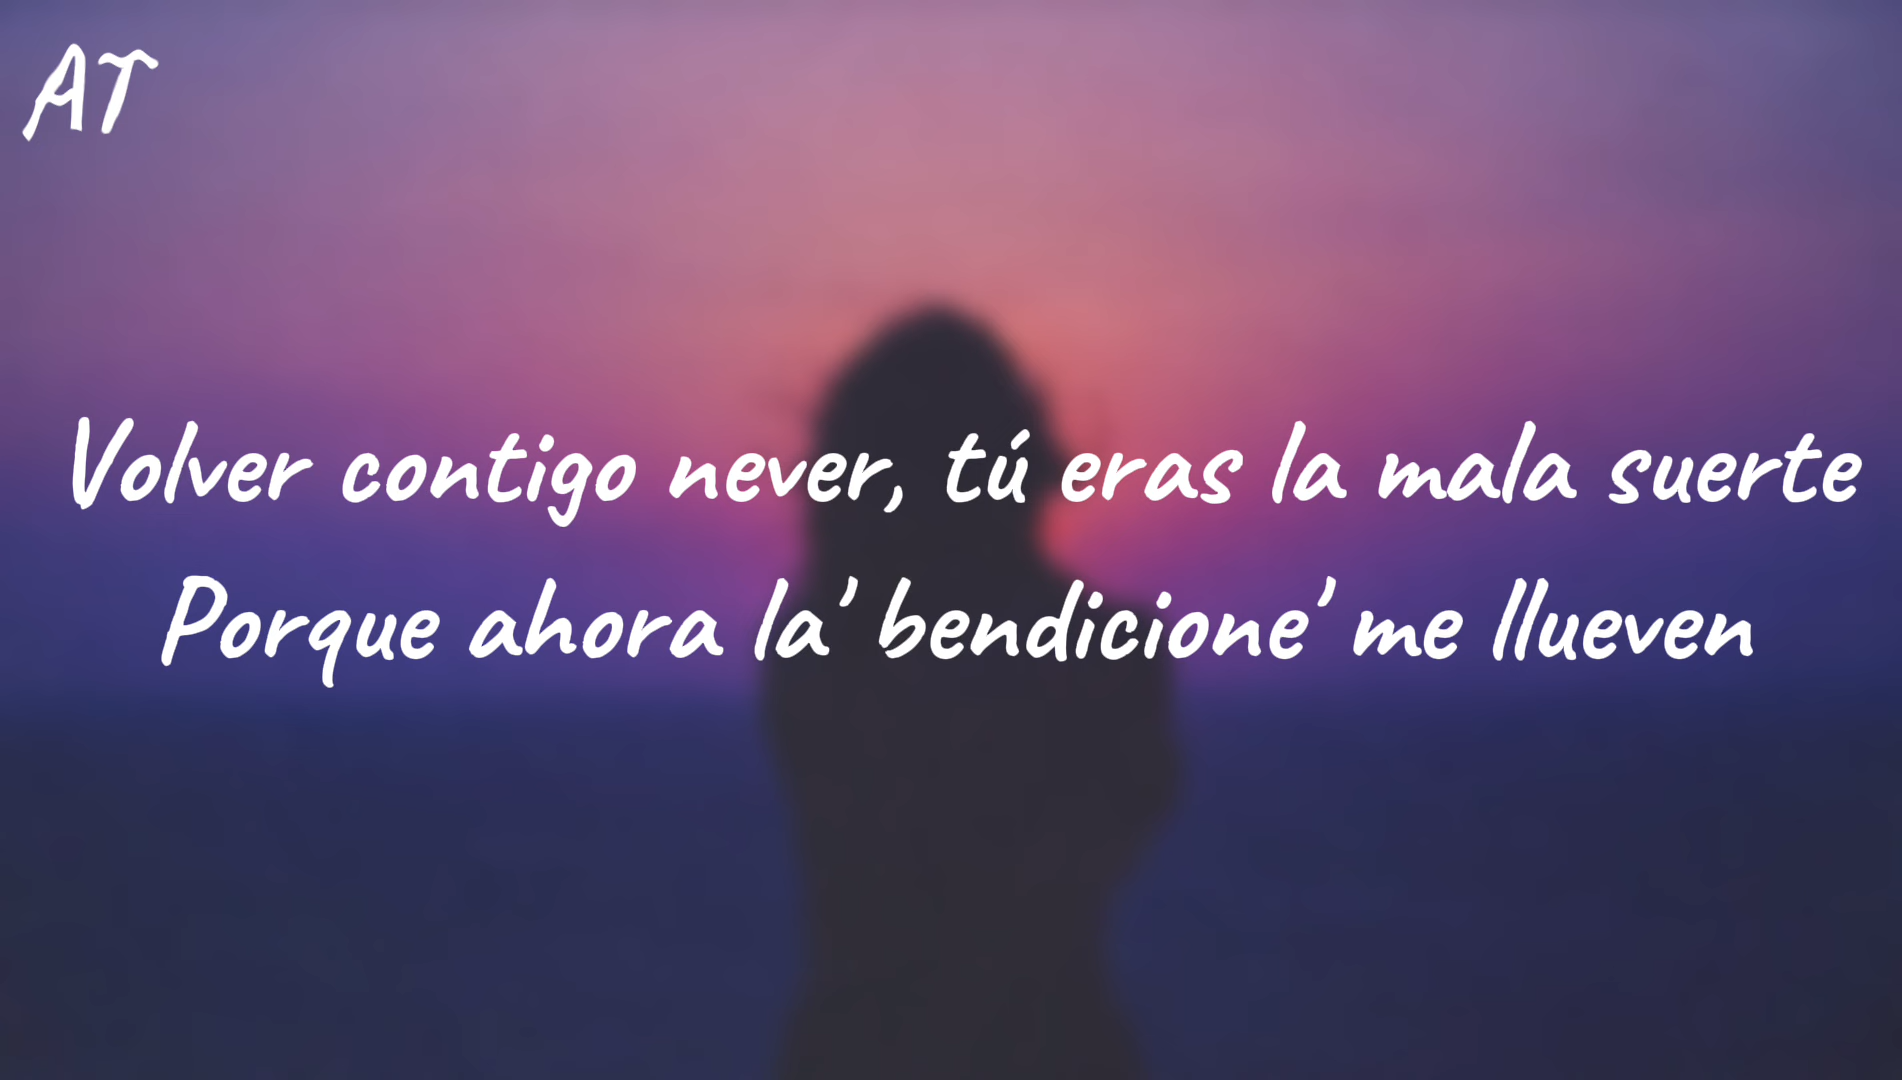 AT
Volver contigo never, tú eras la mala suerte
Porque ahora la' bendicione' me llueven